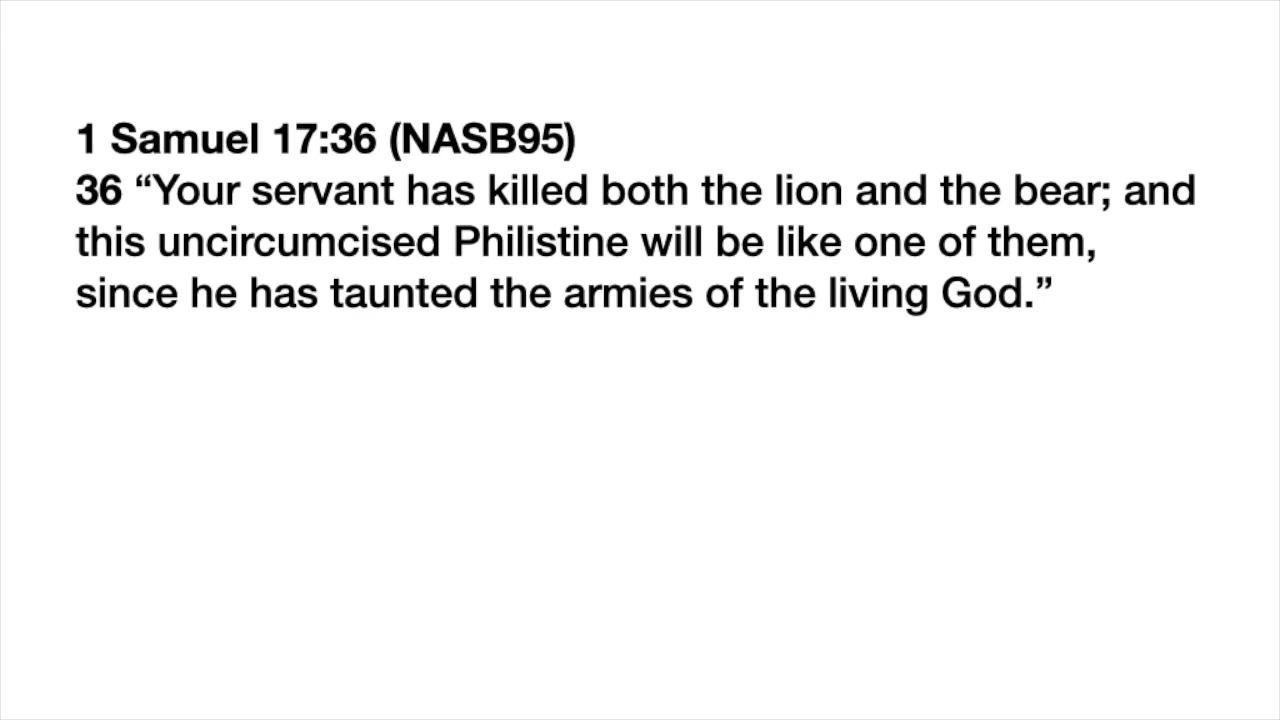 1 Samuel 17:36 (NASB95)
36 “Your servant has killed both the lion and the bear; and
this uncircumcised Philistine will be like one of them,
since he has taunted the armies of the living God.”